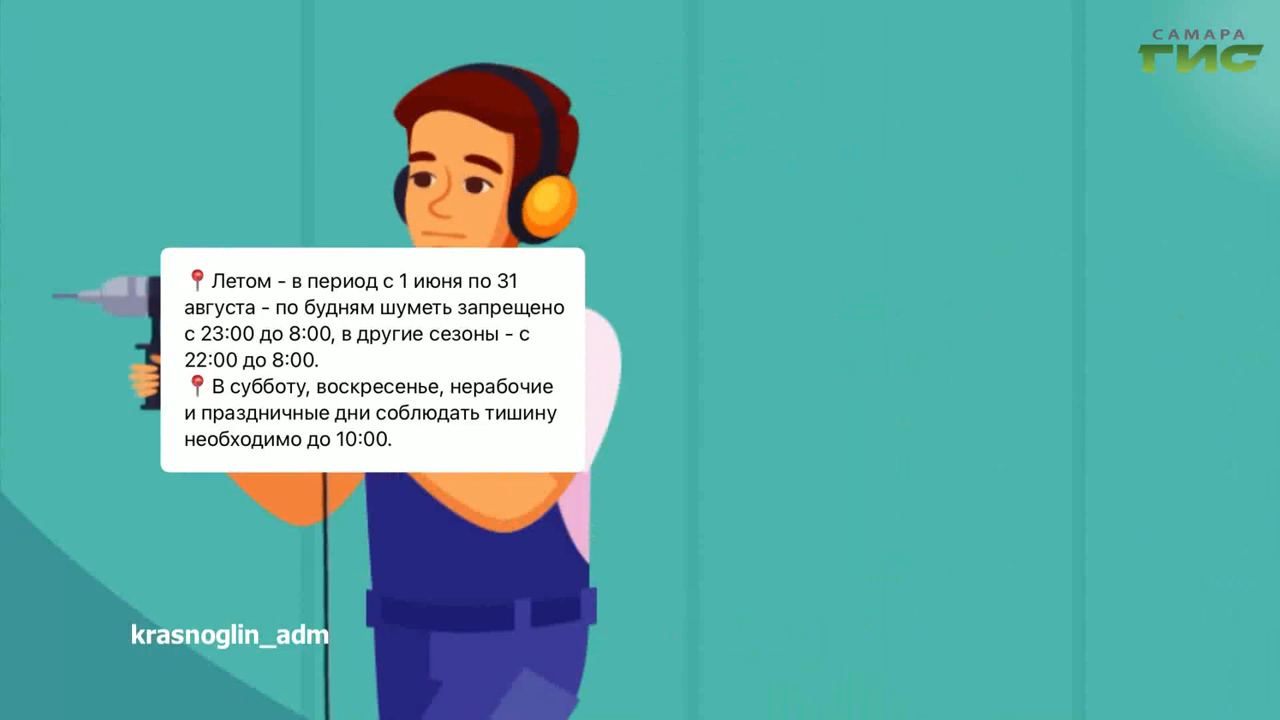 САМАРА
ГИС
📍Летом - в период с 1 июня по 31
августа - по будням шуметь запрещено
с 23:00 до 8:00, в другие сезоны - с
22:00 до 8:00.
📍В субботу, воскресенье, нерабочие
и праздничные дни соблюдать тишину
необходимо до 10:00.
krasnoglin_adm